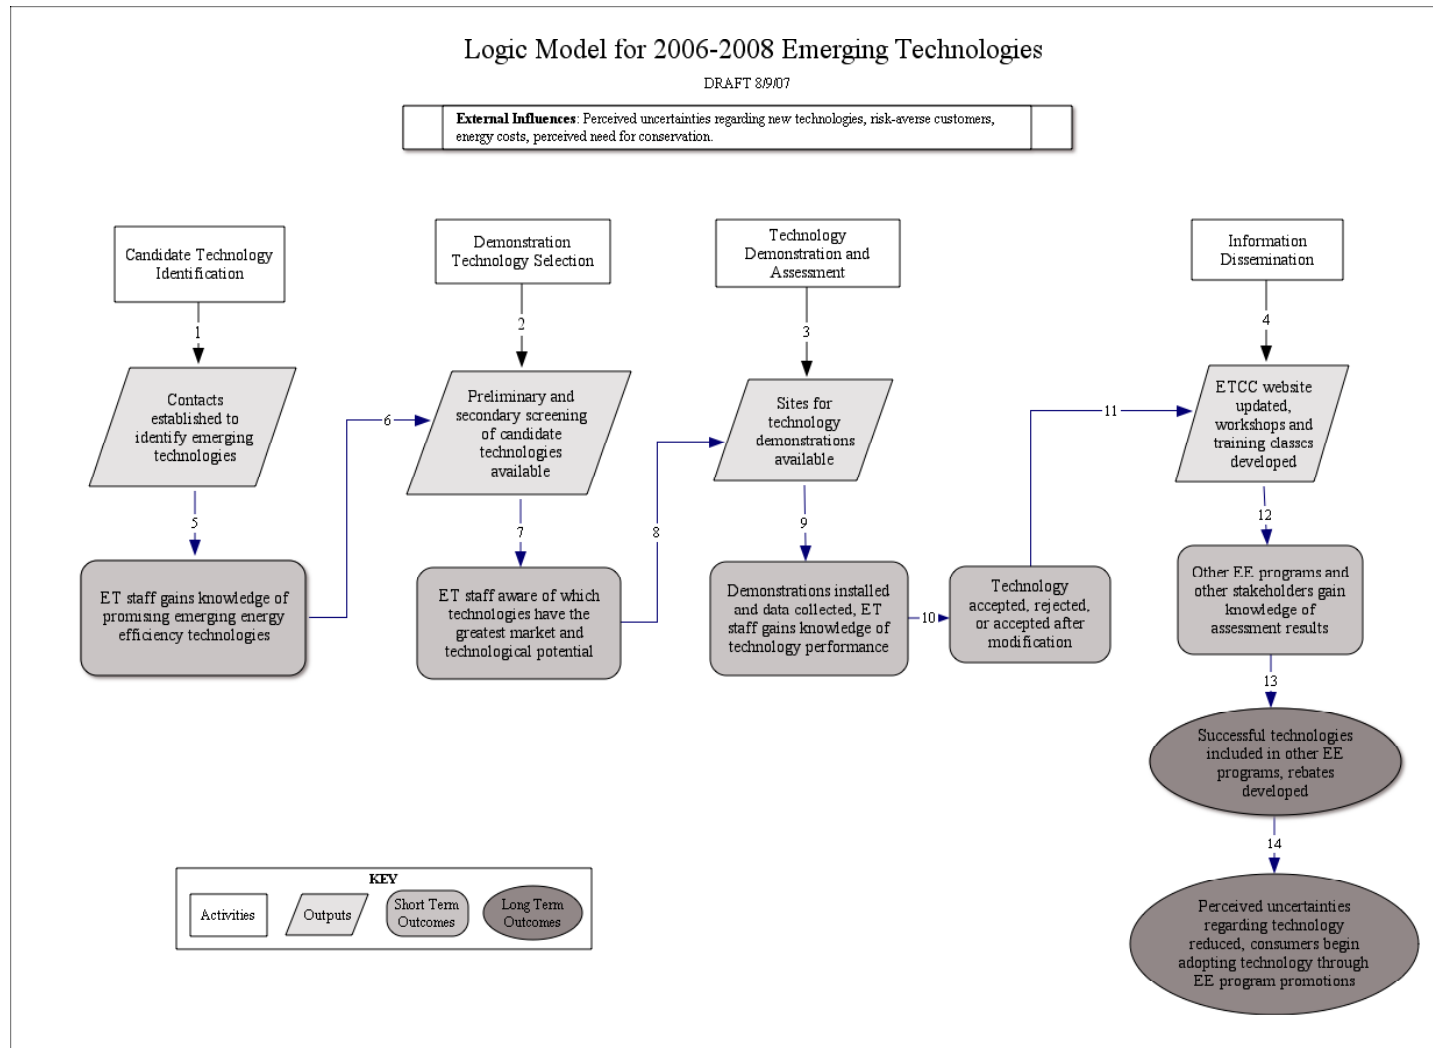 Logic Model for 2006-2008 Emerging Technologies
DRAFT 8/9/07
External Influences: Perceived uncertainties regarding new technologies, risk-averse customers,
energy costs, perceived need for conservation.
Candidate Technology
Identification
Demonstration
Technology Selection
Technology
Demonstration and
Assessment
Information
Dissemination
1
2
3
4
Contacts
established to
identify emerging
technologies
6
Preliminary and
secondary screening
of candidate
technologies
available
Sites for
technology
demonstrations
available
11
ETCC website
updated,
workshops and
training classes
developed
5
7
8
9
12
ET staff gains knowledge of
promising emerging energy
efficiency technologies
ET staff aware of which
technologies have the
greatest market and
technological potential
Demonstrations installed
and data collected, ET
staff gains knowledge of
technology performance
10
Technology
accepted, rejected,
or accepted after
modification
Other EE programs and
other stakeholders gain
knowledge of
assessment results
13
Successful technologies
included in other EE
programs, rebates
developed
14
Perceived uncertainties
regarding technology
reduced, consumers begin
adopting technology through
EE program promotions
KEY
Activities
Outputs
Short Term
Outcomes
Long Term
Outcomes